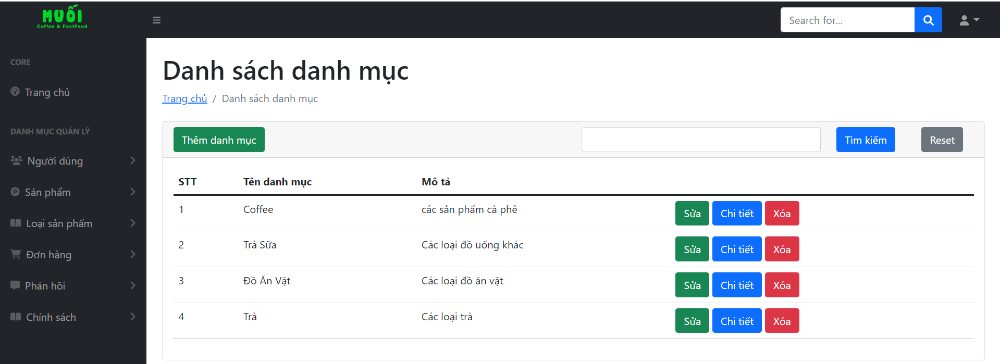 MUỐI
Coffee & FastFood
Search for...
CORE
Trang chủ
DANH MỤC QUẢN LÝ
Người dùng
Sản phẩm
Loại sản phẩm
Đơn hàng
Phản hồi
Chính sách
Danh sách danh mục
Trang chủ / Danh sách danh mục
Thêm danh mục Tìm kiếm Reset
STT Tên danh mục Mô tả
1 Coffee các sản phẩm cà phê Sửa Chi tiết Xóa
2 Trà Sữa Các loại đồ uống khác Sửa Chi tiết Xóa
3 Đồ Ăn Vặt Các loại đồ ăn vặt Sửa Chi tiết Xóa
4 Trà Các loại trà Sửa Chi tiết Xóa